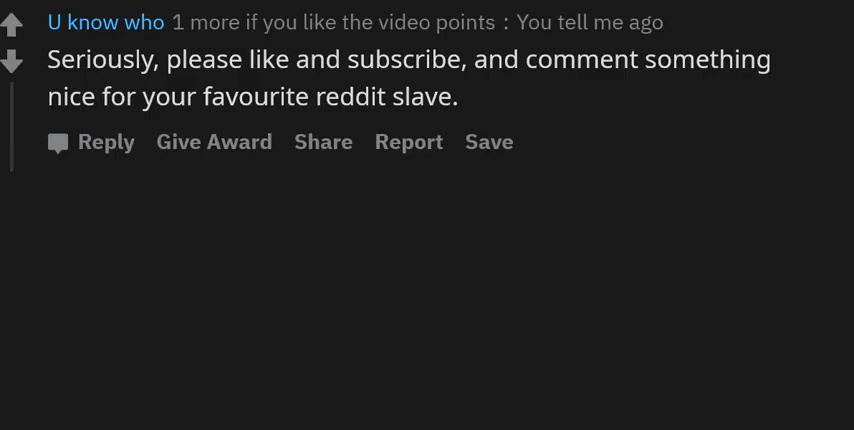 U know who 1 more if you like the video points : You tell me ago
Seriously, please like and subscribe, and comment something
nice for your favourite reddit slave.
Reply Give Award Share Report Save